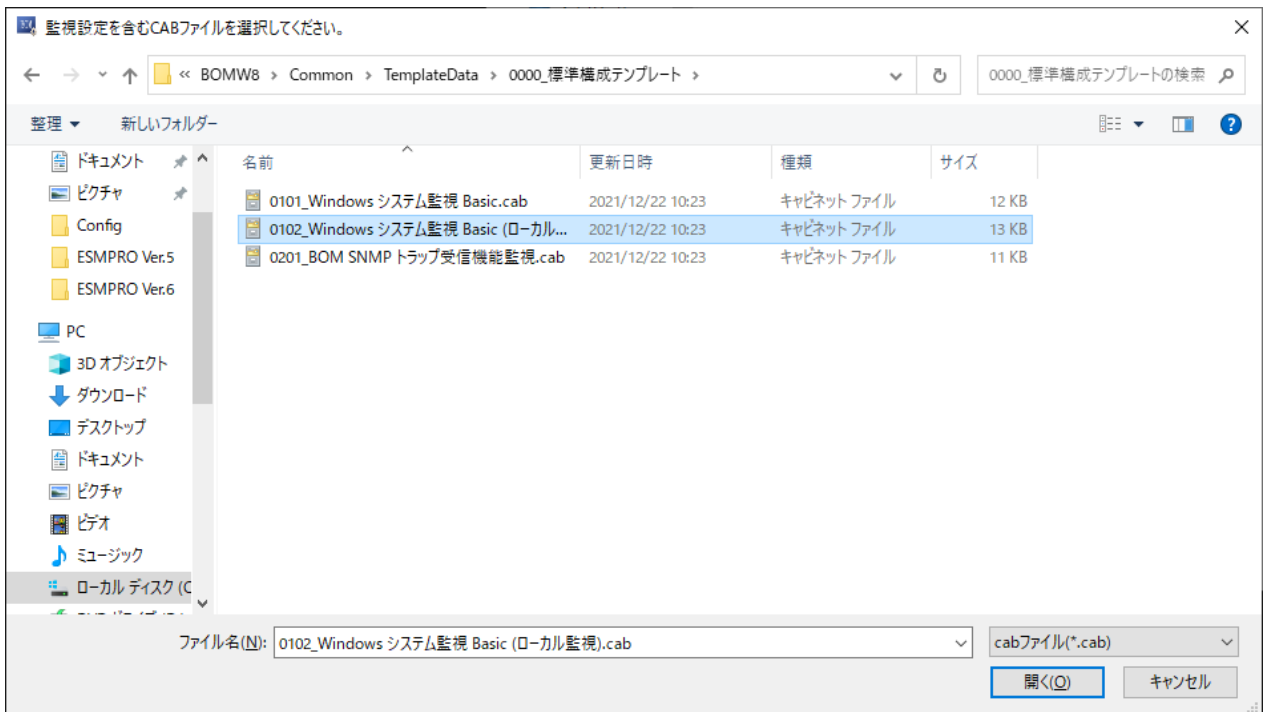 監視設定を含むCABファイルを選択してください。
« BOMW8 › Common › TemplateData › 0000_標準構成テンプレート ›
0000_標準構成テンプレートの検索
整理 新しいフォルダー
ドキュメント
ピクチャ
Config
ESMPRO Ver.5
ESMPRO Ver.6
PC
3D オブジェクト
ダウンロード
デスクトップ
ドキュメント
ピクチャ
ビデオ
ミュージック
ローカル ディスク (C
名前 更新日時 種類 サイズ
0101_Windows システム監視 Basic.cab 2021/12/22 10:23 キャビネット ファイル 12 KB
0102_Windows システム監視 Basic (ローカル... 2021/12/22 10:23 キャビネット ファイル 13 KB
0201_BOM SNMP トラップ受信機能監視.cab 2021/12/22 10:23 キャビネット ファイル 11 KB
ファイル名(N): 0102_Windows システム監視 Basic (ローカル監視).cab
cabファイル(*.cab)
開く(O) キャンセル